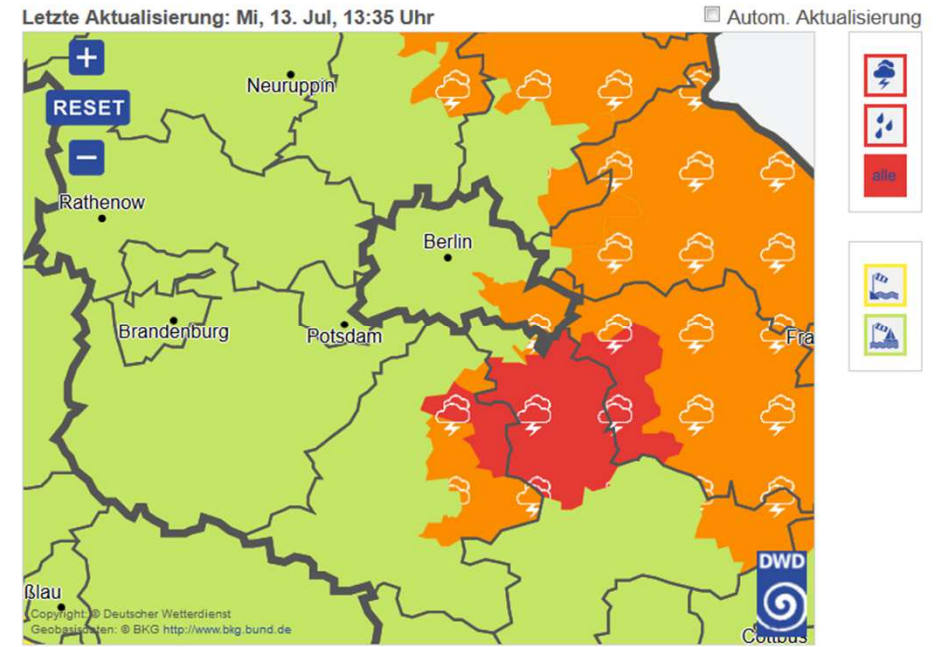 Letzte Aktualisierung: Mi, 13. Jul, 13:35 Uhr
Autom. Aktualisierung
+
RESET
−
Neuruppin
alle
Rathenow
Berlin
Brandenburg
Potsdam
Fra
DWD
ßlau
Copyright: © Deutscher Wetterdienst
Geobasisdaten: © BKG http://www.bkg.bund.de
Cottbus